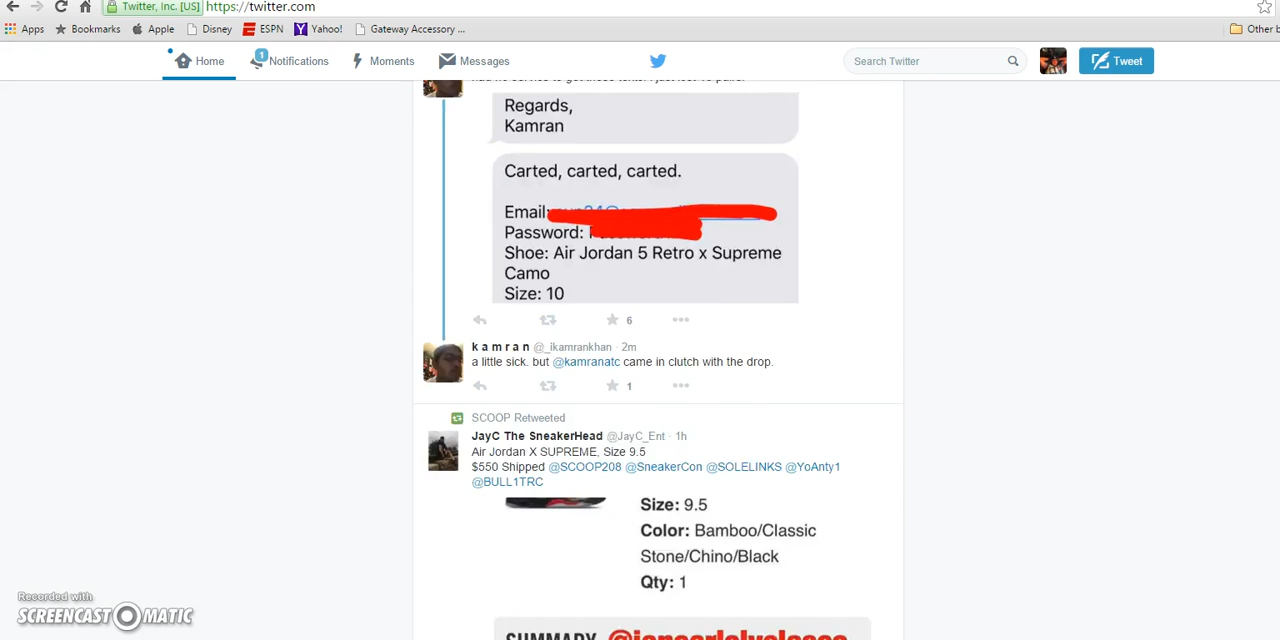 Twitter, Inc. [US] https://twitter.com
Apps Bookmarks Apple Disney ESPN Yahoo! Gateway Accessory ... Other b
Home 1 Notifications Moments Messages Search Twitter Tweet
Regards,
Kamran
Carted, carted, carted.
Email:
Password:
Shoe: Air Jordan 5 Retro x Supreme
Camo
Size: 10
6
k a m r a n @_ikamrankhan · 2m
a little sick. but @kamranatc came in clutch with the drop.
1
SCOOP Retweeted
JayC The SneakerHead @JayC_Ent · 1h
Air Jordan X SUPREME, Size 9.5
$550 Shipped @SCOOP208 @SneakerCon @SOLELINKS @YoAnty1
@BULL1TRC
Size: 9.5
Color: Bamboo/Classic
Stone/Chino/Black
Qty: 1
SUMMARY
Recorded with
SCREENCAST-O-MATIC